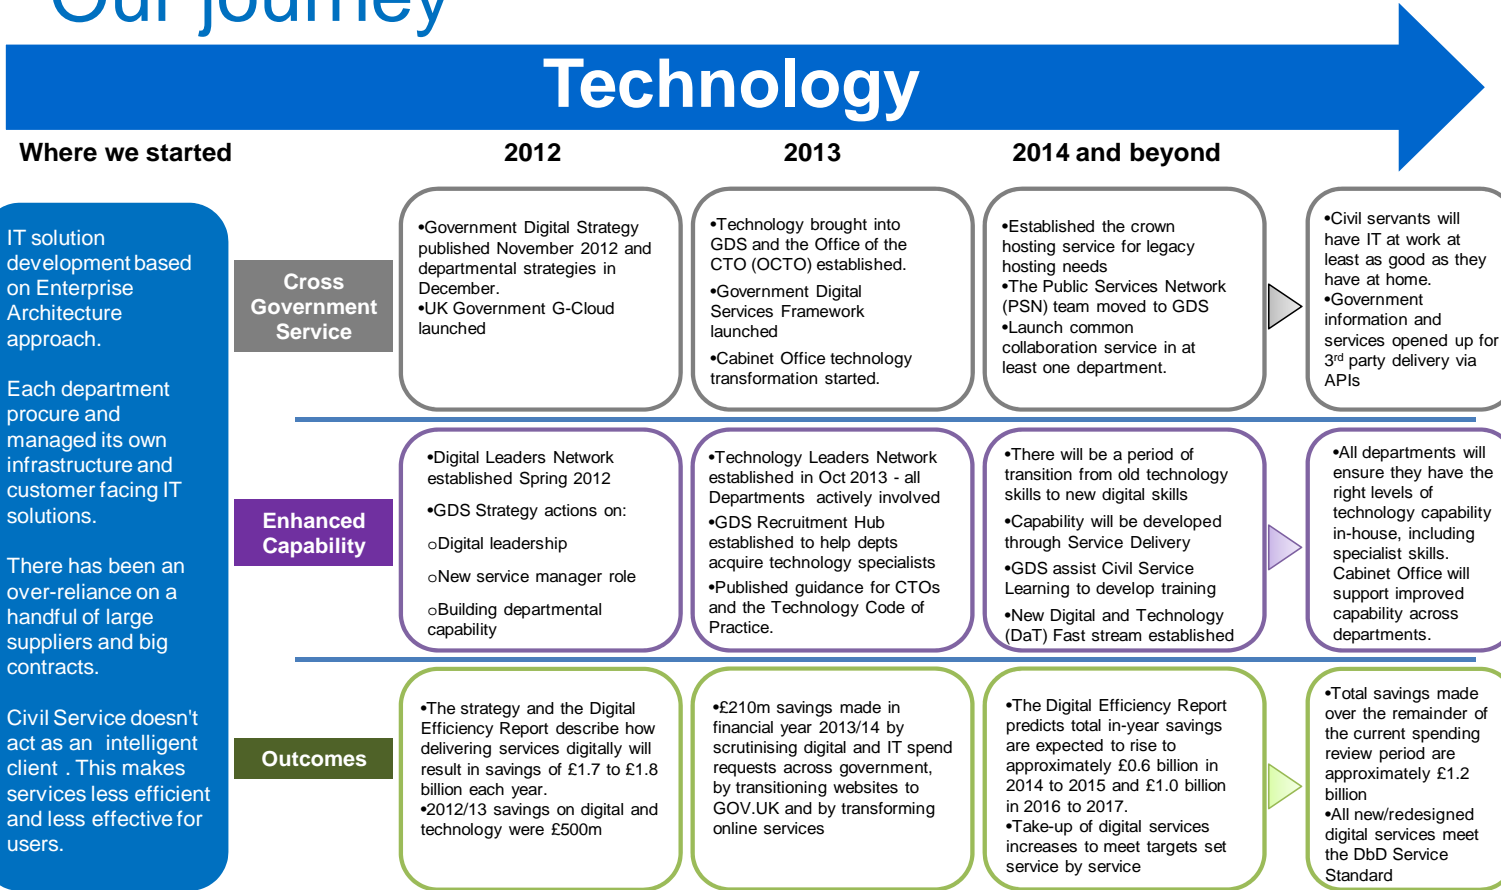 Our journey
Technology
Where we started
2012
2013
2014 and beyond
IT solution
development based
on Enterprise
Architecture
approach.
Each department
procure and
managed its own
infrastructure and
customer facing IT
solutions.
There has been an
over-reliance on a
handful of large
suppliers and big
contracts.
Civil Service doesn't
act as an intelligent
client . This makes
services less efficient
and less effective for
users.
Cross
Government
Service
•Government Digital Strategy
published November 2012 and
departmental strategies in
December.
•UK Government G-Cloud
launched
•Technology brought into
GDS and the Office of the
CTO (OCTO) established.
•Government Digital
Services Framework
launched
•Cabinet Office technology
transformation started.
•Established the crown
hosting service for legacy
hosting needs
•The Public Services Network
(PSN) team moved to GDS
•Launch common
collaboration service in at
least one department.
•Civil servants will
have IT at work at
least as good as they
have at home.
•Government
information and
services opened up for
3rd party delivery via
APIs
Enhanced
Capability
•Digital Leaders Network
established Spring 2012
•GDS Strategy actions on:
oDigital leadership
oNew service manager role
oBuilding departmental
capability
•Technology Leaders Network
established in Oct 2013 - all
Departments actively involved
•GDS Recruitment Hub
established to help depts
acquire technology specialists
•Published guidance for CTOs
and the Technology Code of
Practice.
•There will be a period of
transition from old technology
skills to new digital skills
•Capability will be developed
through Service Delivery
•GDS assist Civil Service
Learning to develop training
•New Digital and Technology
(DaT) Fast stream established
•All departments will
ensure they have the
right levels of
technology capability
in-house, including
specialist skills.
Cabinet Office will
support improved
capability across
departments.
Outcomes
•The strategy and the Digital
Efficiency Report describe how
delivering services digitally will
result in savings of £1.7 to £1.8
billion each year.
•2012/13 savings on digital and
technology were £500m
•£210m savings made in
financial year 2013/14 by
scrutinising digital and IT spend
requests across government,
by transitioning websites to
GOV.UK and by transforming
online services
•The Digital Efficiency Report
predicts total in-year savings
are expected to rise to
approximately £0.6 billion in
2014 to 2015 and £1.0 billion
in 2016 to 2017.
•Take-up of digital services
increases to meet targets set
service by service
•Total savings made
over the remainder of
the current spending
review period are
approximately £1.2
billion
•All new/redesigned
digital services meet
the DbD Service
Standard